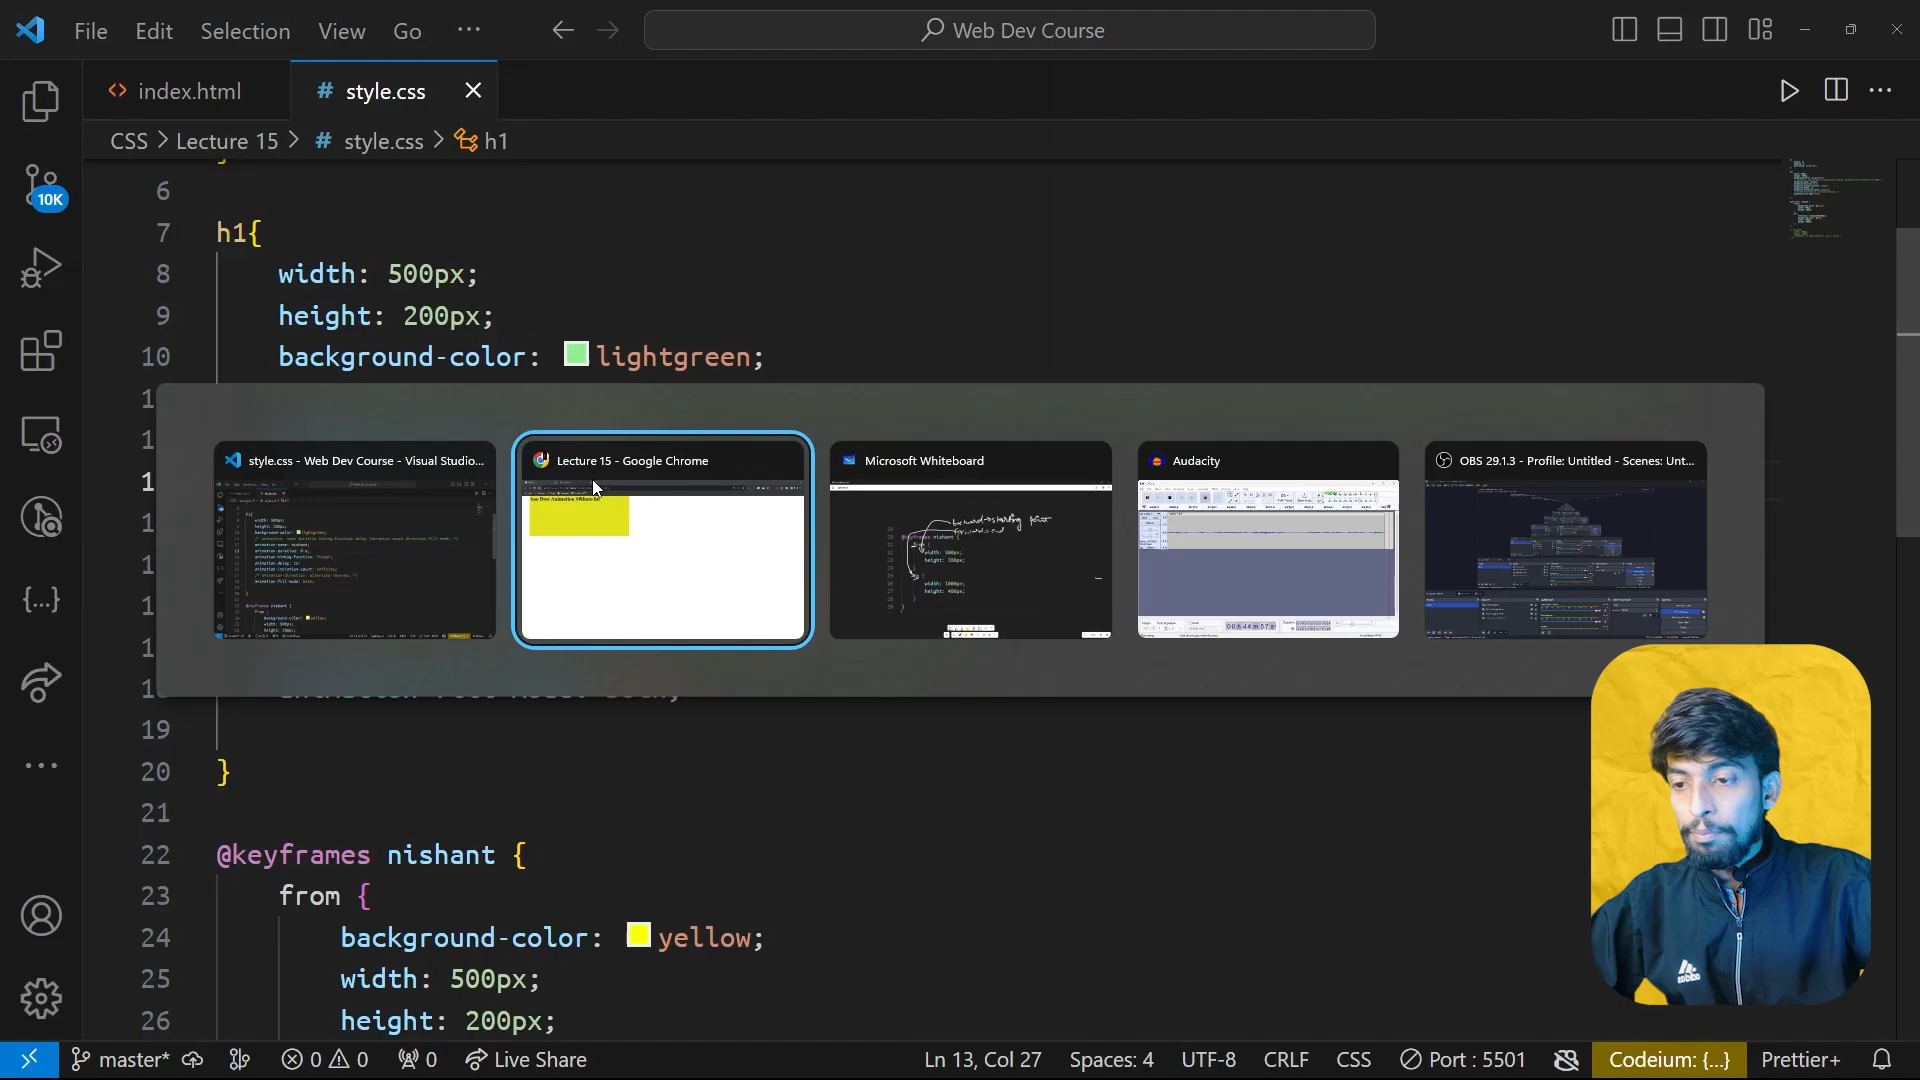 File Edit Selection View Go ···
Web Dev Course
index.html
# style.css
CSS > Lecture 15 > # style.css > h1
10K
6
7 h1{
8 width: 500px;
9 height: 200px;
10 background-color: lightgreen;
style.css - Web Dev Course - Visual Studio...
Lecture 15 - Google Chrome
Microsoft Whiteboard
Audacity
OBS 29.1.3 - Profile: Untitled - Scenes: Unt...
19
20 }
21
22 @keyframes nishant {
23 from {
24 background-color: yellow;
25 width: 500px;
26 height: 200px;
master* 0 0 0 Live Share
Ln 13, Col 27 Spaces: 4 UTF-8 CRLF CSS Port : 5501 Codeium: {...} Prettier+